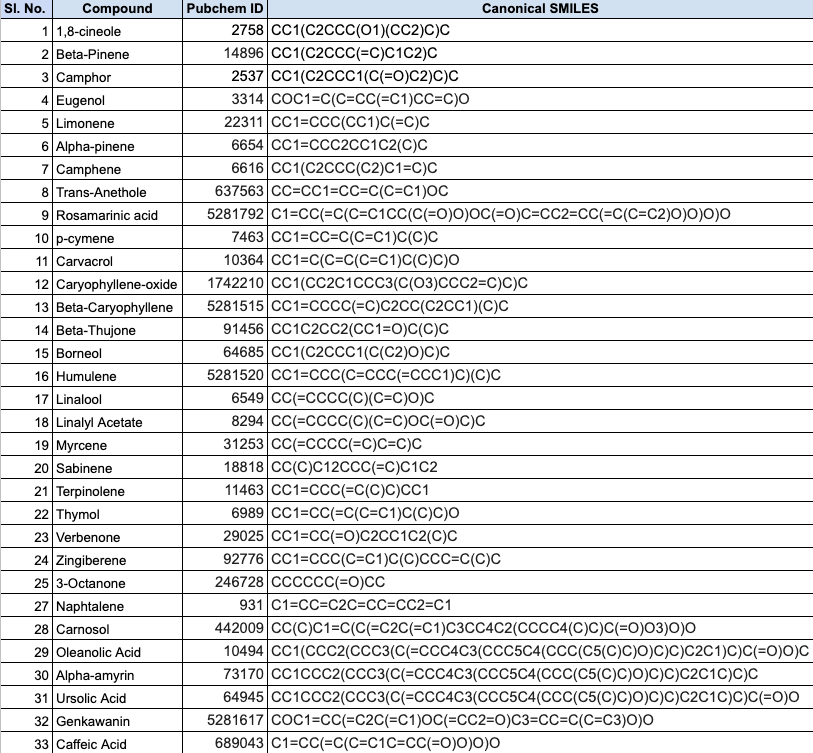 Sl. No. Compound Pubchem ID Canonical SMILES
1 1,8-cineole 2758 CC1(C2CCC(O1)(CC2)C)C
2 Beta-Pinene 14896 CC1(C2CCC(=C)C1C2)C
3 Camphor 2537 CC1(C2CCC1(C(=O)C2)C)C
4 Eugenol 3314 COC1=C(C=CC(=C1)CC=C)O
5 Limonene 22311 CC1=CCC(CC1)C(=C)C
6 Alpha-pinene 6654 CC1=CCC2CC1C2(C)C
7 Camphene 6616 CC1(C2CCC(C2)C1=C)C
8 Trans-Anethole 637563 CC=CC1=CC=C(C=C1)OC
9 Rosamarinic acid 5281792 C1=CC(=C(C=C1CC(C(=O)O)OC(=O)C=CC2=CC(=C(C=C2)O)O)O)O
10 p-cymene 7463 CC1=CC=C(C=C1)C(C)C
11 Carvacrol 10364 CC1=C(C=C(C=C1)C(C)C)O
12 Caryophyllene-oxide 1742210 CC1(CC2C1CCC3(C(O3)CCC2=C)C)C
13 Beta-Caryophyllene 5281515 CC1=CCCC(=C)C2CC(C2CC1)(C)C
14 Beta-Thujone 91456 CC1C2CC2(CC1=O)C(C)C
15 Borneol 64685 CC1(C2CCC1(C(C2)O)C)C
16 Humulene 5281520 CC1=CCC(C=CCC(=CCC1)C)(C)C
17 Linalool 6549 CC(=CCCC(C)(C=C)O)C
18 Linalyl Acetate 8294 CC(=CCCC(C)(C=C)OC(=O)C)C
19 Myrcene 31253 CC(=CCCC(=C)C=C)C
20 Sabinene 18818 CC(C)C12CCC(=C)C1C2
21 Terpinolene 11463 CC1=CCC(=C(C)C)CC1
22 Thymol 6989 CC1=CC(=C(C=C1)C(C)C)O
23 Verbenone 29025 CC1=CC(=O)C2CC1C2(C)C
24 Zingiberene 92776 CC1=CCC(C=C1)C(C)CCC=C(C)C
25 3-Octanone 246728 CCCCCC(=O)CC
27 Naphtalene 931 C1=CC=C2C=CC=CC2=C1
28 Carnosol 442009 CC(C)C1=C(C(=C2C(=C1)C3CC4C2(CCCC4(C)C)C(=O)O3)O)O
29 Oleanolic Acid 10494 CC1(CCC2(CCC3(C(=CCC4C3(CCC5C4(CCC(C5(C)C)O)C)C)C2C1)C)C(=O)O)C
30 Alpha-amyrin 73170 CC1CCC2(CCC3(C(=CCC4C3(CCC5C4(CCC(C5(C)C)O)C)C)C2C1C)C)C
31 Ursolic Acid 64945 CC1CCC2(CCC3(C(=CCC4C3(CCC5C4(CCC(C5(C)C)O)C)C)C2C1C)C)C(=O)O
32 Genkawanin 5281617 COC1=CC(=C2C(=C1)OC(=CC2=O)C3=CC=C(C=C3)O)O
33 Caffeic Acid 689043 C1=CC(=C(C=C1C=CC(=O)O)O)O